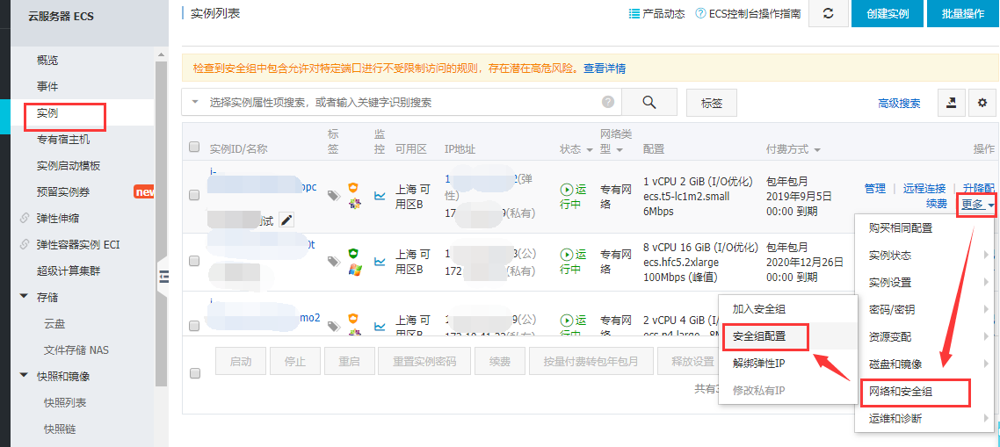 云服务器 ECS
概览
事件
实例
专有宿主机
实例启动模板
预留实例券
new
弹性伸缩
弹性容器实例 ECI
超级计算集群
存储
云盘
文件存储 NAS
快照和镜像
快照列表
快照链
实例列表
产品动态
ECS控制台操作指南
创建实例
批量操作
检查到安全组中包含允许对特定端口进行不受限制访问的规则，存在潜在高危风险。查看详情
选择实例属性项搜索，或者输入关键字识别搜索
标签
高级搜索
实例ID/名称
标签
监控
可用区
IP地址
状态
网络类型
配置
付费方式
操作
i-
opc
测试
上海 可用区B
1 2(弹性)
17 9(私有)
运行中
专有网络
1 vCPU 2 GiB (I/O优化)
ecs.t5-lc1m2.small
6Mbps
包年包月
2019年9月5日
00:00 到期
管理 | 远程连接 | 升降配
续费
更多
0t
上海 可用区B
3(公)
172 (私有)
运行中
专有网络
8 vCPU 16 GiB (I/O优化)
ecs.hfc5.2xlarge
100Mbps (峰值)
包年包月
2020年12月26日
00:00 到期
i-
mo2
上海 可用区B
9(公)
运行中
专有网络
2 vCPU 4 GiB
启动
停止
重启
重置实例密码
续费
按量付费转包年包月
释放设置
共有3
购买相同配置
实例状态
实例设置
密码/密钥
资源变配
磁盘和镜像
网络和安全组
运维和诊断
加入安全组
安全组配置
解绑弹性IP
修改私有IP